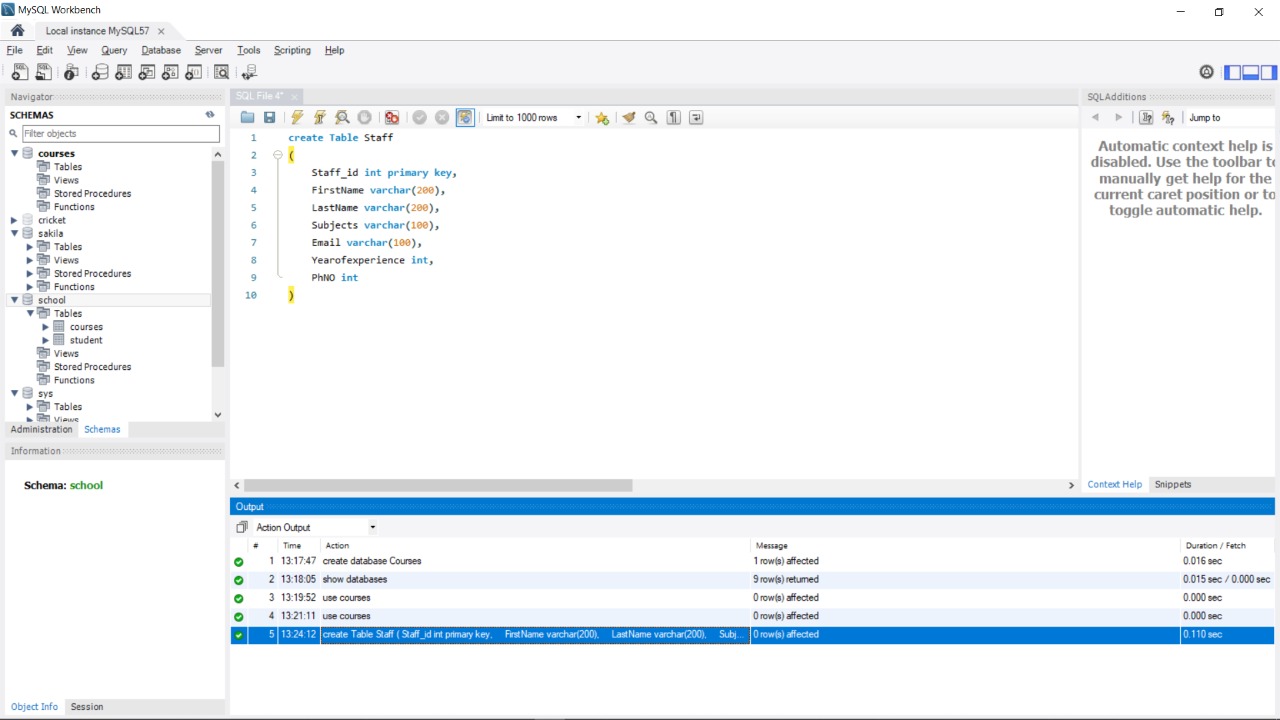 MySQL Workbench
Local instance MySQL57
File Edit View Query Database Server Tools Scripting Help
Navigator
SCHEMAS
Filter objects
courses
Tables
Views
Stored Procedures
Functions
cricket
sakila
Tables
Views
Stored Procedures
Functions
school
Tables
courses
student
Views
Stored Procedures
Functions
sys
Tables
Views
Administration Schemas
Information
Schema: school
Object Info Session
SQL File 4*
Limit to 1000 rows
1 create Table Staff
2 (
3 Staff_id int primary key,
4 FirstName varchar(200),
5 LastName varchar(200),
6 Subjects varchar(100),
7 Email varchar(100),
8 Yearofexperience int,
9 PhNO int
10 )
SQLAdditions
Jump to
Automatic context help is
disabled. Use the toolbar to
manually get help for the
current caret position or to
toggle automatic help.
Context Help Snippets
Output
Action Output
# Time Action Message Duration / Fetch
1 13:17:47 create database Courses 1 row(s) affected 0.016 sec
2 13:18:05 show databases 9 row(s) returned 0.015 sec / 0.000 sec
3 13:19:52 use courses 0 row(s) affected 0.000 sec
4 13:21:11 use courses 0 row(s) affected 0.000 sec
5 13:24:12 create Table Staff ( Staff_id int primary key, FirstName varchar(200), LastName varchar(200), Subj... 0 row(s) affected 0.110 sec